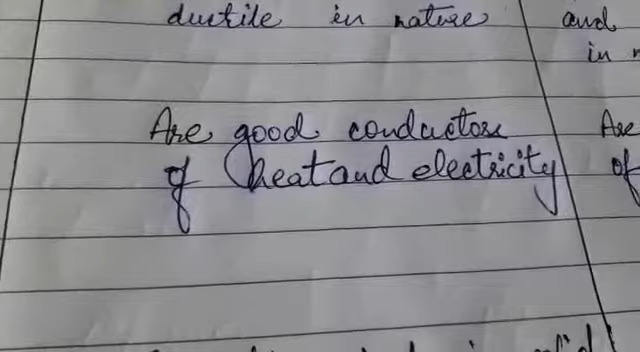 ductile in nature and
in
Are good conductors Are
of heat and electricity of